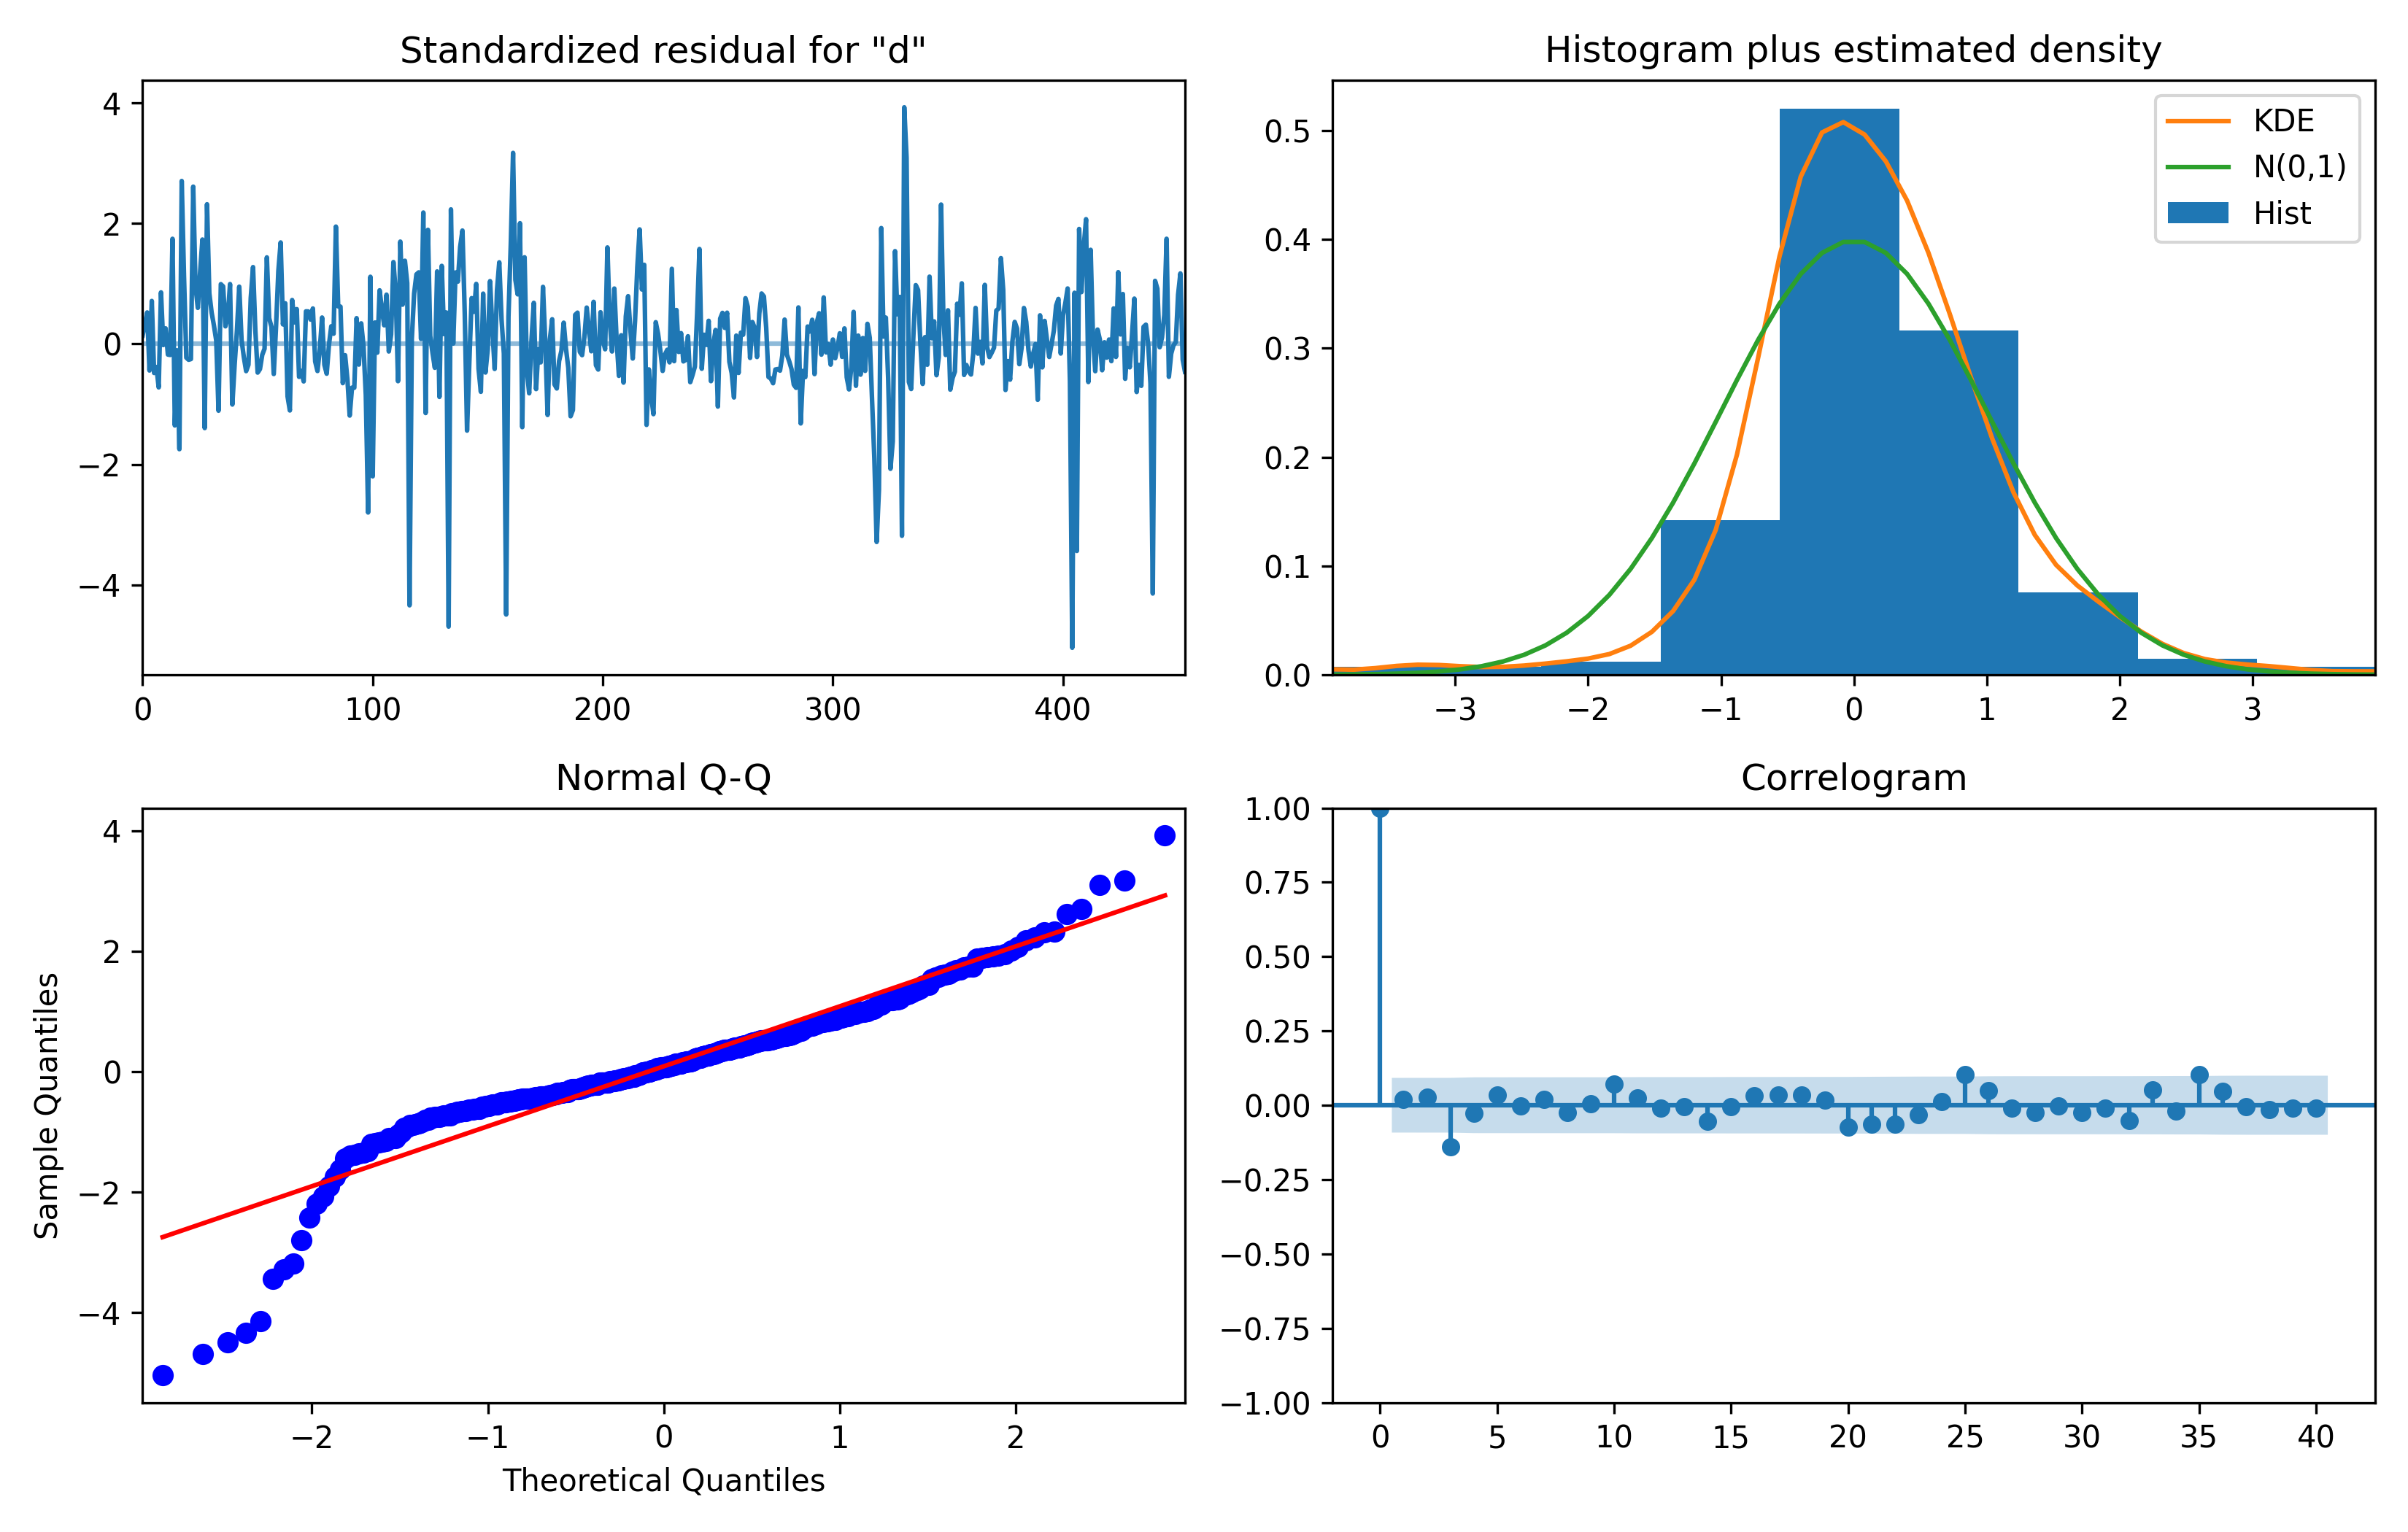 Standardized residual for "d"
4
2
0
−2
−4
0 100 200 300 400
Histogram plus estimated density
KDE
N(0,1)
Hist
0.5
0.4
0.3
0.2
0.1
0.0
−3 −2 −1 0 1 2 3
Normal Q-Q
4
2
0
−2
−4
Sample Quantiles
−2 −1 0 1 2
Theoretical Quantiles
Correlogram
1.00
0.75
0.50
0.25
0.00
−0.25
−0.50
−0.75
−1.00
0 5 10 15 20 25 30 35 40